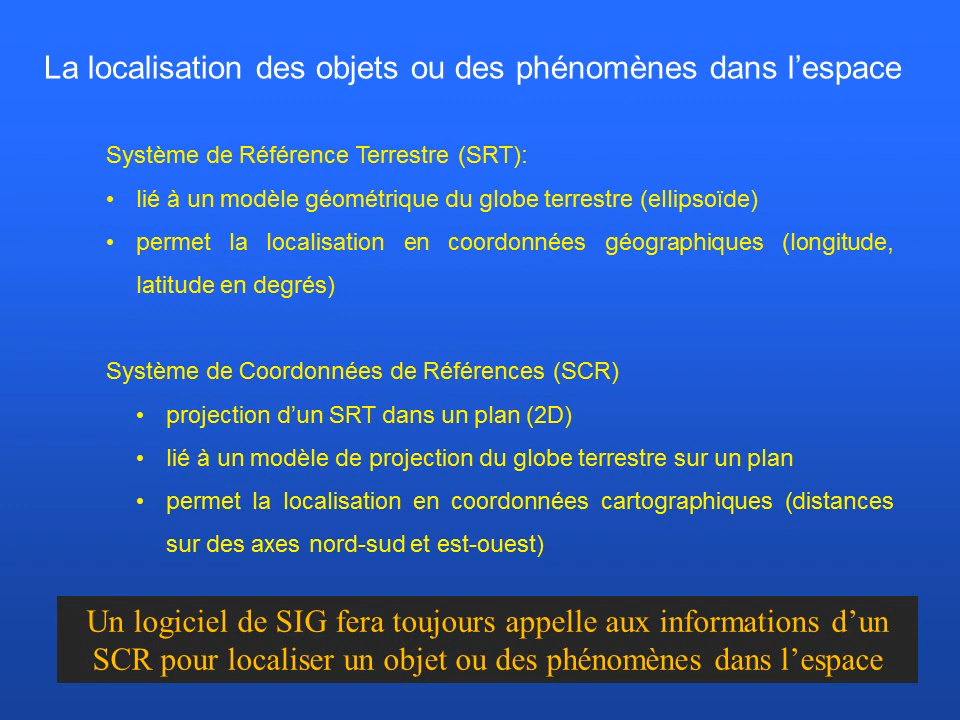 La localisation des objets ou des phénomènes dans l’espace
Système de Référence Terrestre (SRT):
• lié à un modèle géométrique du globe terrestre (ellipsoïde)
• permet la localisation en coordonnées géographiques (longitude,
latitude en degrés)
Système de Coordonnées de Références (SCR)
• projection d’un SRT dans un plan (2D)
• lié à un modèle de projection du globe terrestre sur un plan
• permet la localisation en coordonnées cartographiques (distances
sur des axes nord-sud et est-ouest)
Un logiciel de SIG fera toujours appelle aux informations d’un
SCR pour localiser un objet ou des phénomènes dans l’espace